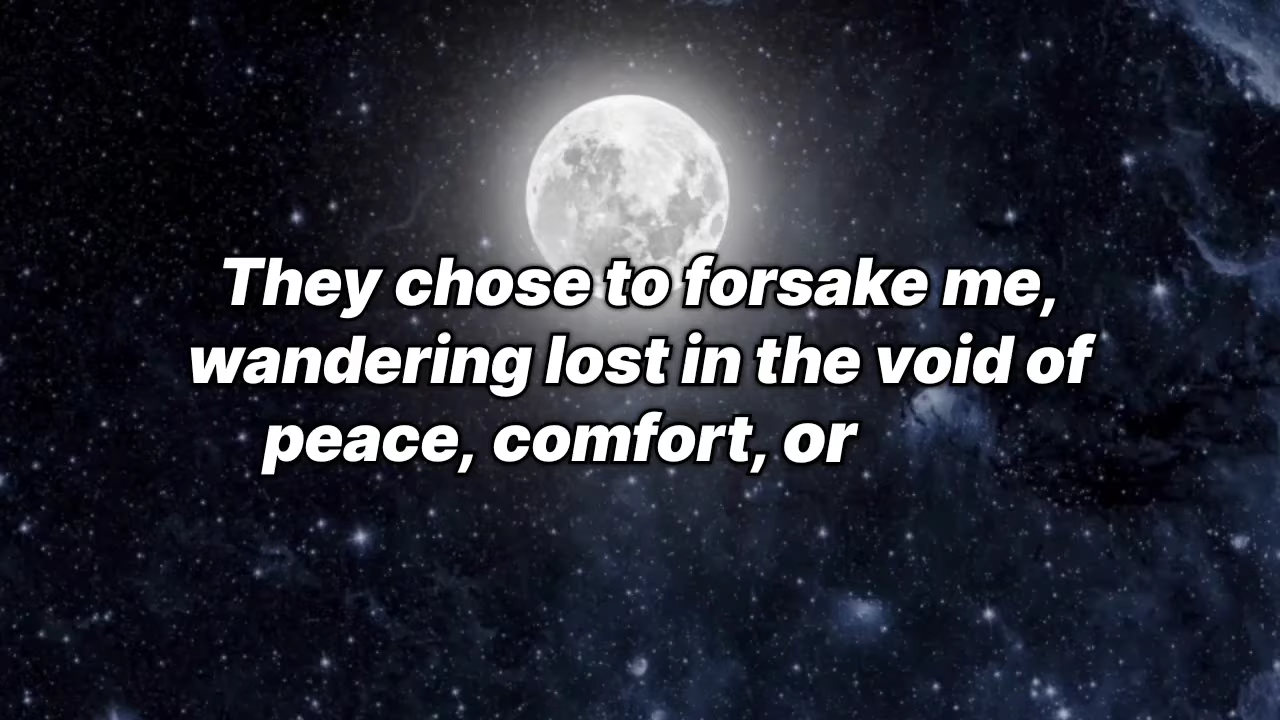 They chose to forsake me,
wandering lost in the void of
peace, comfort, or